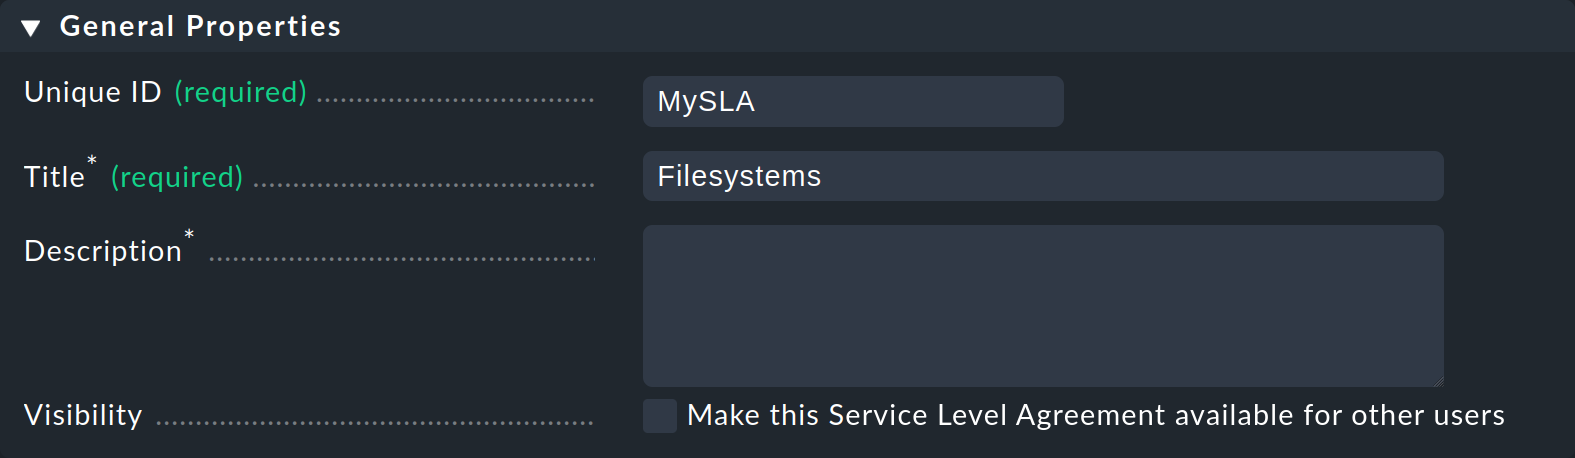 General Properties
Unique ID (required) MySLA
Title* (required) Filesystems
Description*
Visibility Make this Service Level Agreement available for other users